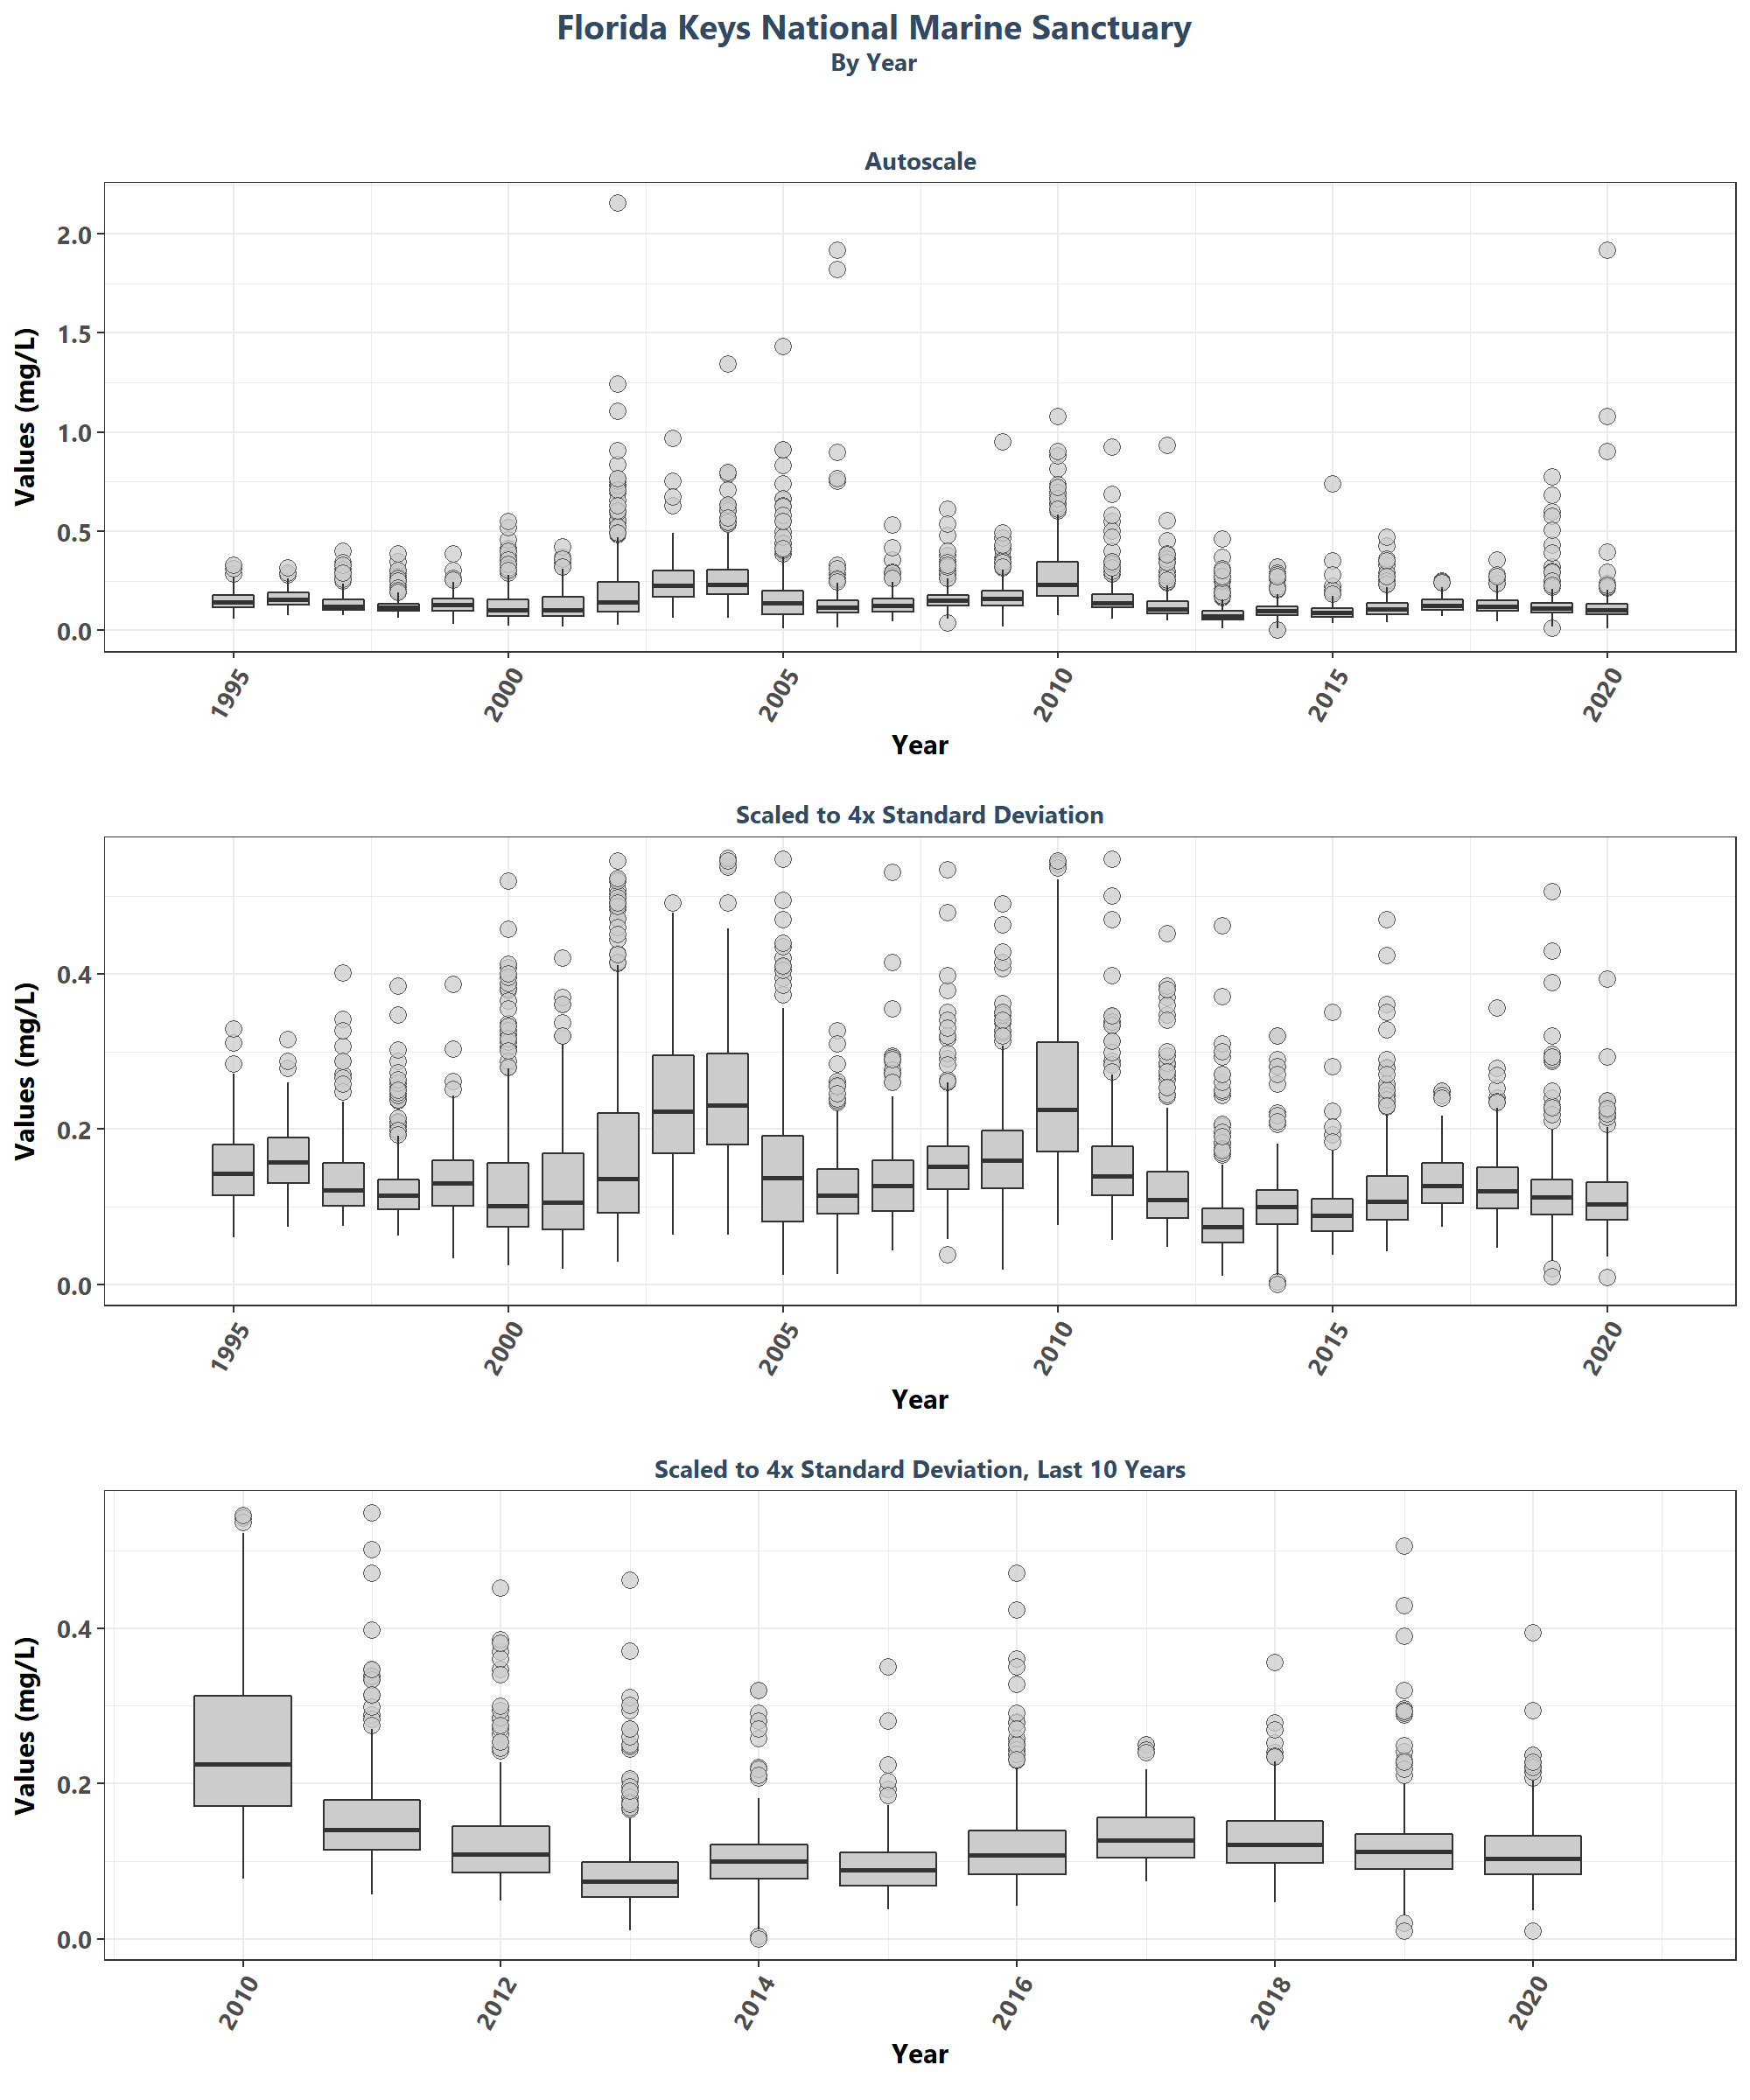 Florida Keys National Marine Sanctuary
By Year
Autoscale
Values (mg/L)
2.0
1.5
1.0
0.5
0.0
1995
2000
2005
2010
2015
2020
Year
Scaled to 4x Standard Deviation
Values (mg/L)
0.4
0.2
0.0
1995
2000
2005
2010
2015
2020
Year
Scaled to 4x Standard Deviation, Last 10 Years
Values (mg/L)
0.4
0.2
0.0
2010
2012
2014
2016
2018
2020
Year